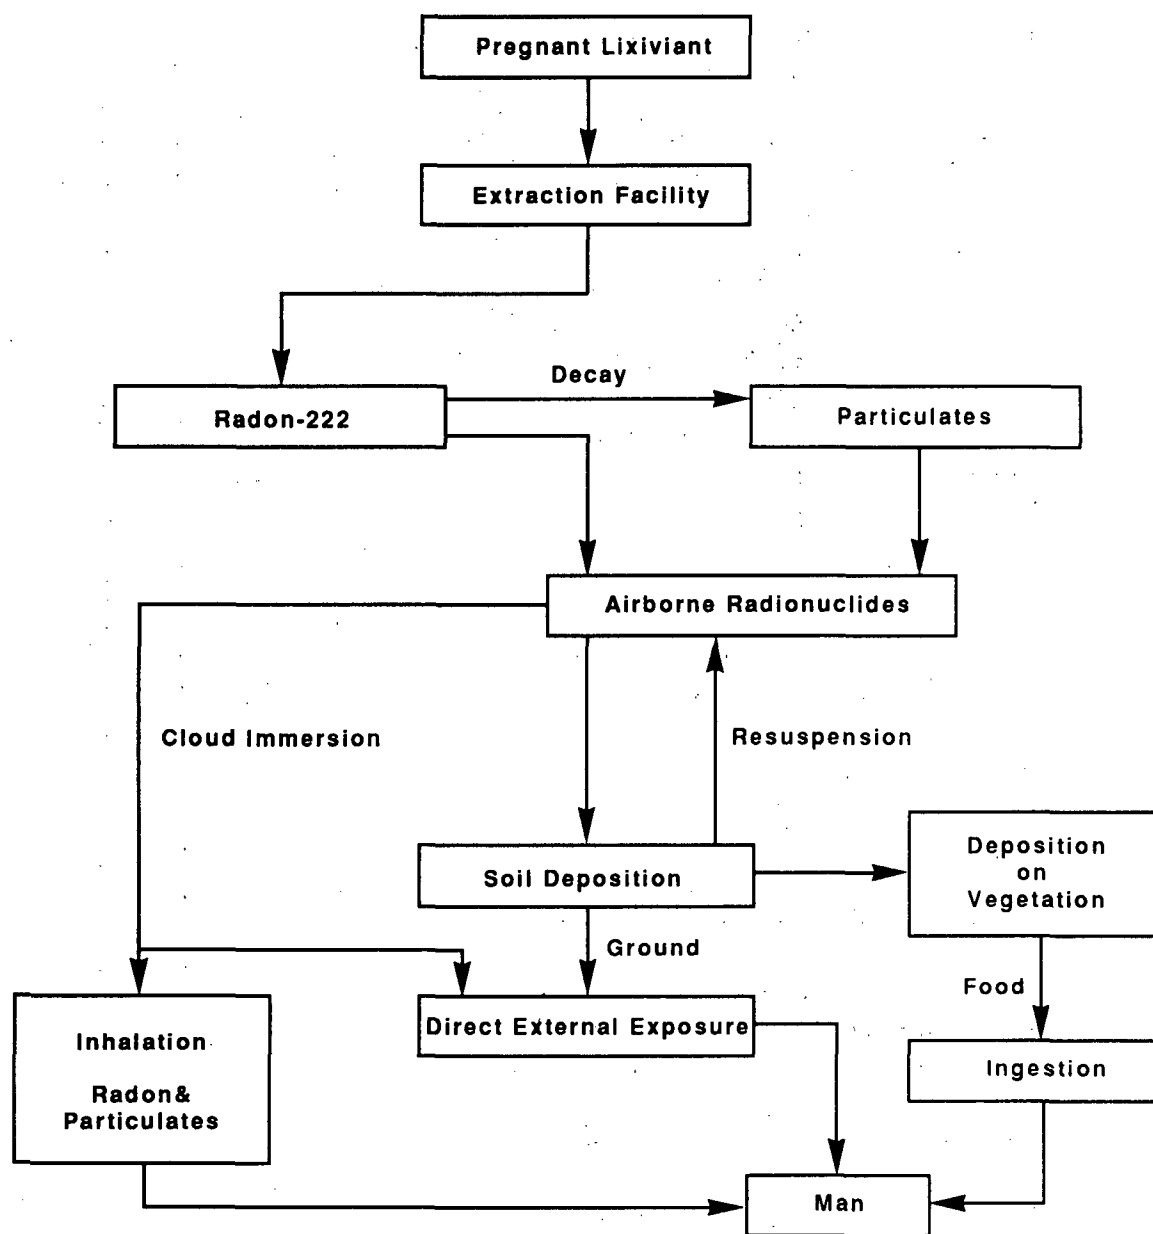 Pregnant Lixiviant
Extraction Facility
Decay
Radon-222
Particulates
Airborne Radionuclides
Cloud Immersion
Resuspension
Deposition
on
Vegetation
Soil Deposition
Ground
Food
Direct External Exposure
Inhalation
Radon&
Particulates
Ingestion
Man